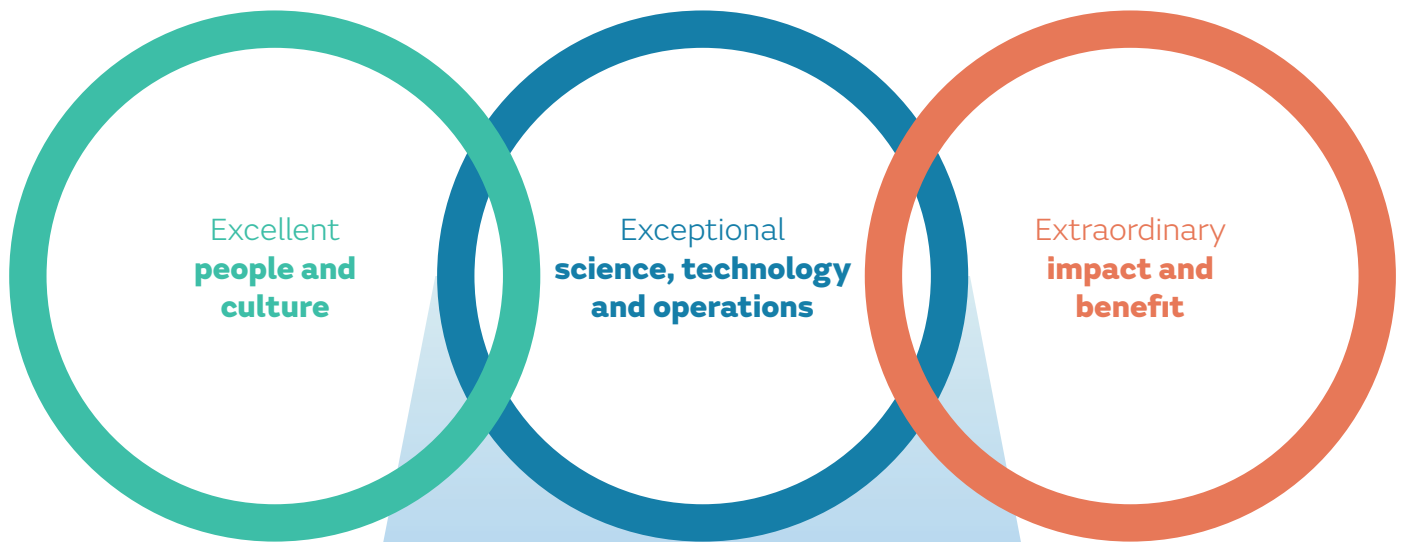 Excellent
people and
culture
Exceptional
science, technology
and operations
Extraordinary
impact and
benefit